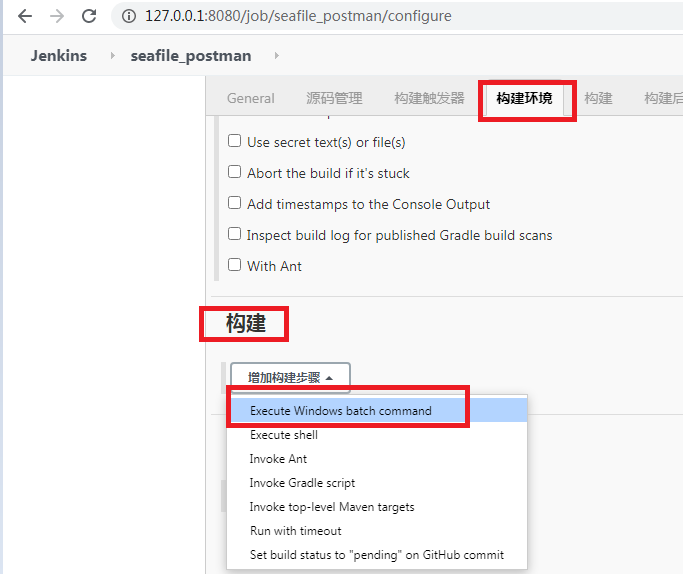 127.0.0.1:8080/job/seafile_postman/configure
Jenkins seafile_postman
General 源码管理 构建触发器 构建环境 构建 构建后
Use secret text(s) or file(s)
Abort the build if it's stuck
Add timestamps to the Console Output
Inspect build log for published Gradle build scans
With Ant
构建
增加构建步骤
Execute Windows batch command
Execute shell
Invoke Ant
Invoke Gradle script
Invoke top-level Maven targets
Run with timeout
Set build status to "pending" on GitHub commit